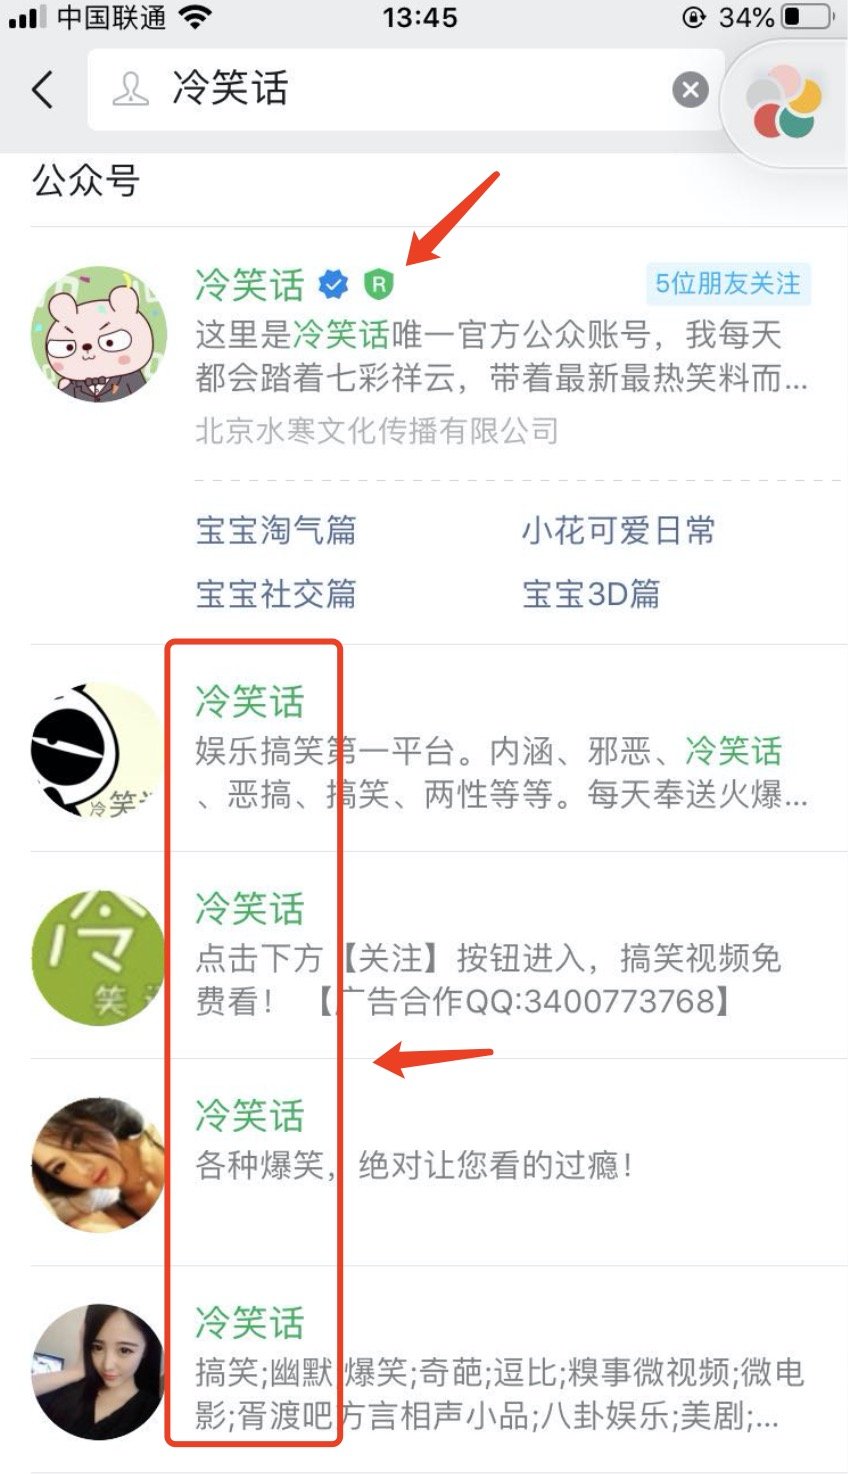 中国联通
13:45
34%
冷笑话
公众号
冷笑话 R
5位朋友关注
这里是冷笑话唯一官方公众账号，我每天
都会踏着七彩祥云，带着最新最热笑料而...
北京水寒文化传播有限公司
宝宝淘气篇
小花可爱日常
宝宝社交篇
宝宝3D篇
冷笑话
娱乐搞笑第一平台。内涵、邪恶、冷笑话
、恶搞、搞笑、两性等等。每天奉送火爆...
冷笑
冷笑话
点击下方【关注】按钮进入，搞笑视频免
费看！【广告合作QQ:3400773768】
冷
笑
冷笑话
各种爆笑，绝对让您看的过瘾！
冷笑话
搞笑;幽默;爆笑;奇葩;逗比;糗事微视频;微电
影;胥渡吧方言相声小品;八卦娱乐;美剧;...